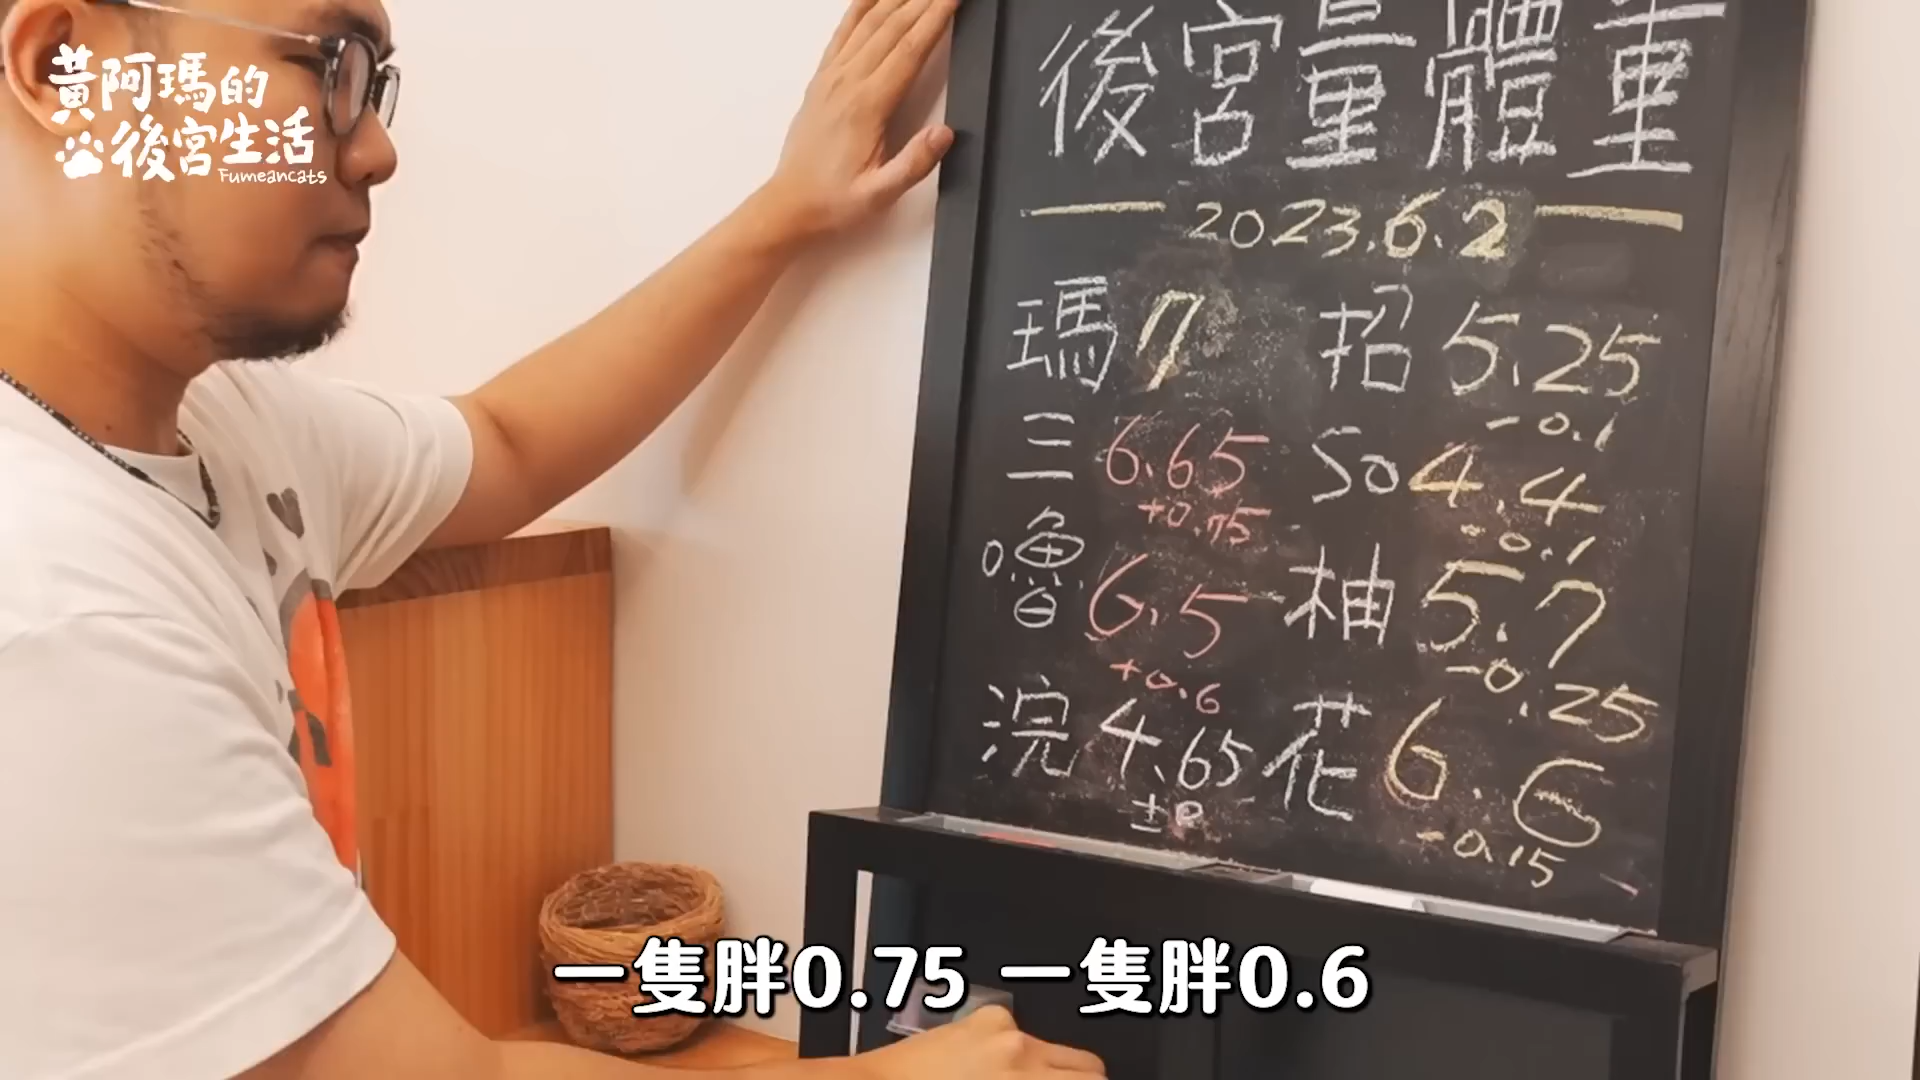 黃阿瑪的
後宮生活
Fumeancats
後宮量體重
2023.6.2
瑪 7 招 5.25
-0.1
三 6.65 SO 4.4
+0.75 -0.1
嚕 6.5 柚 5.7
+0.6 -0.25
浣 4.65 花 6.6
±0 -0.15
一隻胖0.75 一隻胖0.6